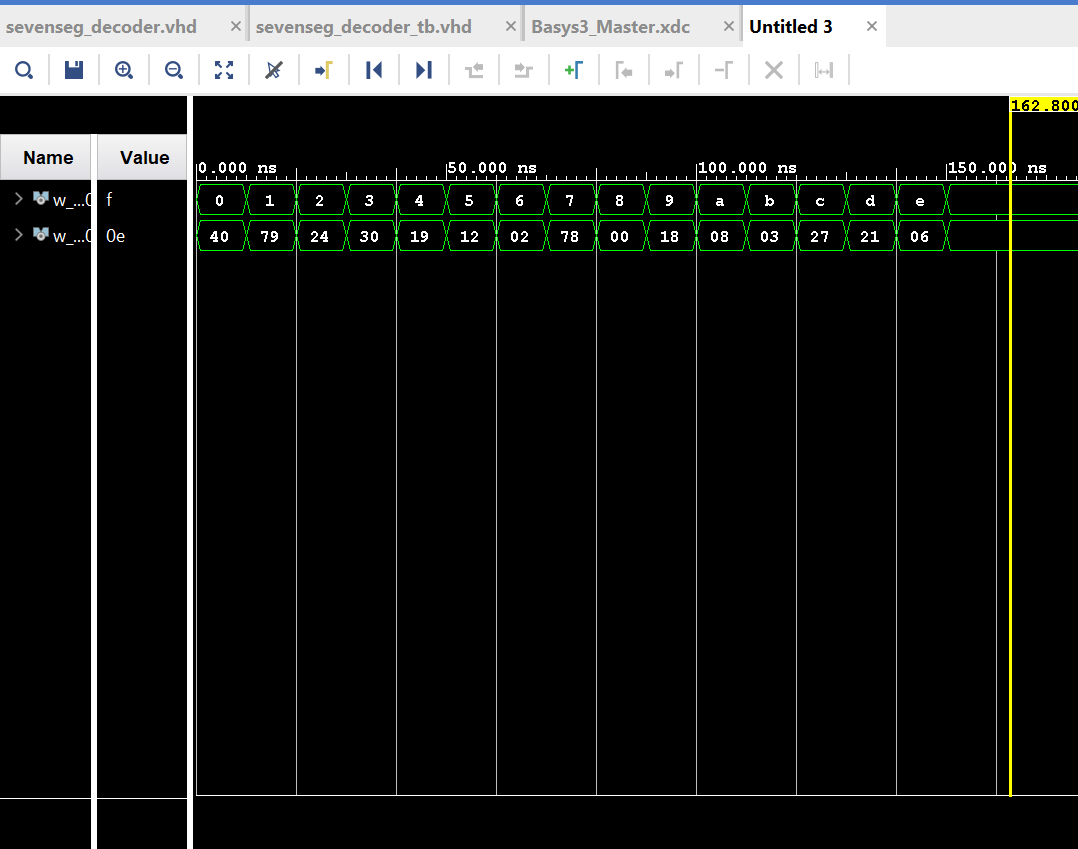 sevenseg_decoder.vhd sevenseg_decoder_tb.vhd Basys3_Master.xdc Untitled 3
162.800
Name Value
0.000 ns 50.000 ns 100.000 ns 150.000 ns
w_...0 f 0 1 2 3 4 5 6 7 8 9 a b c d e
w_...0 0e 40 79 24 30 19 12 02 78 00 18 08 03 27 21 06